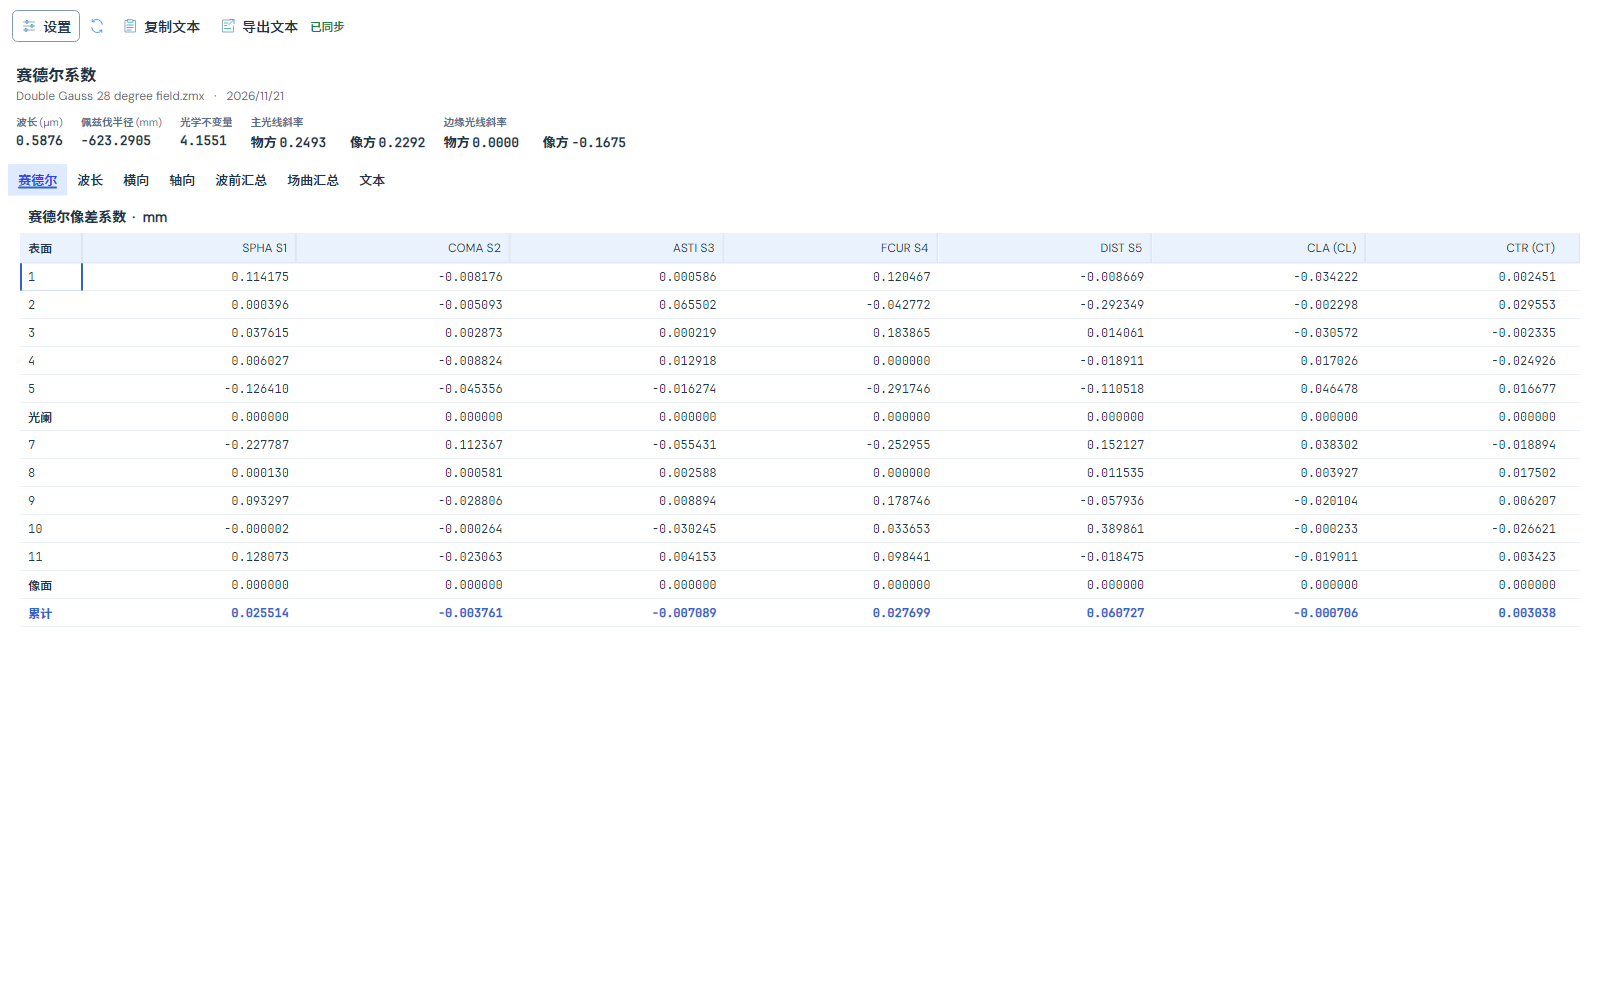 设置 复制文本 导出文本 已同步
赛德尔系数
Double Gauss 28 degree field.zmx · 2026/11/21
波长 (μm) 佩兹伐半径 (mm) 光学不变量 主光线斜率 边缘光线斜率
0.5876 -623.2905 4.1551 物方 0.2493 像方 0.2292 物方 0.0000 像方 -0.1675
赛德尔 波长 横向 轴向 波前汇总 场曲汇总 文本
赛德尔像差系数 · mm
表面 SPHA S1 COMA S2 ASTI S3 FCUR S4 DIST S5 CLA (CL) CTR (CT)
1 0.114175 -0.008176 0.000586 0.120467 -0.008669 -0.034222 0.002451
2 0.000396 -0.005093 0.065502 -0.042772 -0.292349 -0.002298 0.029553
3 0.037615 0.002873 0.000219 0.183865 0.014061 -0.030572 -0.002335
4 0.006027 -0.008824 0.012918 0.000000 -0.018911 0.017026 -0.024926
5 -0.126410 -0.045356 -0.016274 -0.291746 -0.110518 0.046478 0.016677
光阑 0.000000 0.000000 0.000000 0.000000 0.000000 0.000000 0.000000
7 -0.227787 0.112367 -0.055431 -0.252955 0.152127 0.038302 -0.018894
8 0.000130 0.000581 0.002588 0.000000 0.011535 0.003927 0.017502
9 0.093297 -0.028806 0.008894 0.178746 -0.057936 -0.020104 0.006207
10 -0.000002 -0.000264 -0.030245 0.033653 0.389861 -0.000233 -0.026621
11 0.128073 -0.023063 0.004153 0.098441 -0.018475 -0.019011 0.003423
像面 0.000000 0.000000 0.000000 0.000000 0.000000 0.000000 0.000000
累计 0.025514 -0.003761 -0.007089 0.027699 0.060727 -0.000706 0.003038